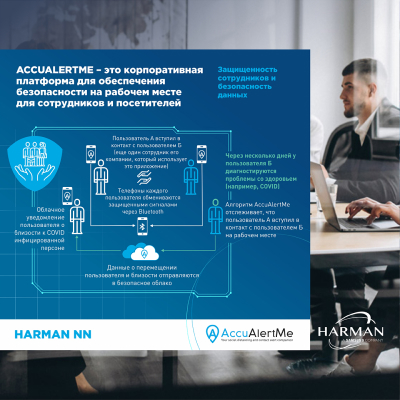 ACCUALERTME – это корпоративная
платформа для обеспечения
безопасности на рабочем месте
для сотрудников и посетителей
Защищенность
сотрудников и
безопасность
данных
Пользователь А вступил в
контакт с пользователем Б
(еще один сотрудник его
компании, который использует
это приложение)
Телефоны каждого
пользователя обмениваются
защищенными сигналами
через Bluetooth
Через несколько дней у
пользователя Б
диагностируются
проблемы со здоровьем
(например, COVID)
Алгоритм AccuAlertMe
отслеживает, что
пользователь А вступил в
контакт с пользователем Б
на рабочем месте
Облачное
уведомление
пользователя о
близости к COVID
инфицированной
персоне
Данные о перемещении
пользователя и близости отправляются
в безопасное облако
HARMAN NN
AccuAlertMe
Your social distancing and contact alert companion
HARMAN
A SAMSUNG COMPANY